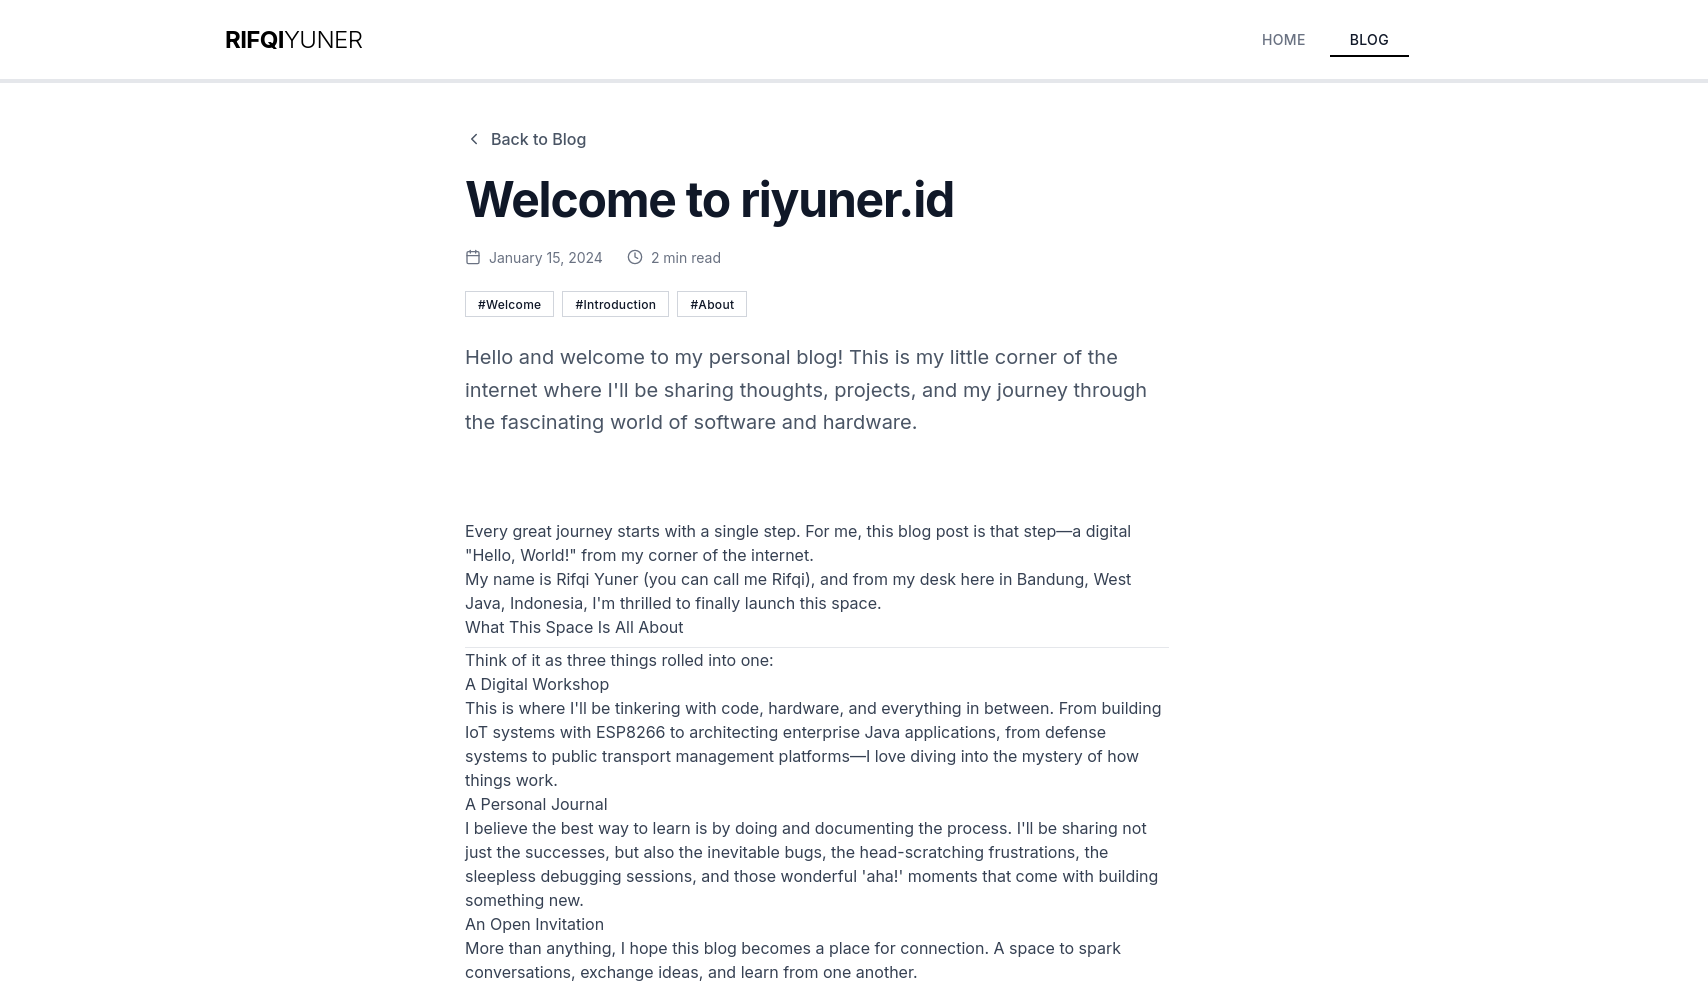 RIFQIYUNER
HOME
BLOG
Back to Blog
Welcome to riyuner.id
January 15, 2024
2 min read
#Welcome
#Introduction
#About
Hello and welcome to my personal blog! This is my little corner of the
internet where I'll be sharing thoughts, projects, and my journey through
the fascinating world of software and hardware.
Every great journey starts with a single step. For me, this blog post is that step—a digital
"Hello, World!" from my corner of the internet.
My name is Rifqi Yuner (you can call me Rifqi), and from my desk here in Bandung, West
Java, Indonesia, I'm thrilled to finally launch this space.
What This Space Is All About
Think of it as three things rolled into one:
A Digital Workshop
This is where I'll be tinkering with code, hardware, and everything in between. From building
IoT systems with ESP8266 to architecting enterprise Java applications, from defense
systems to public transport management platforms—I love diving into the mystery of how
things work.
A Personal Journal
I believe the best way to learn is by doing and documenting the process. I'll be sharing not
just the successes, but also the inevitable bugs, the head-scratching frustrations, the
sleepless debugging sessions, and those wonderful 'aha!' moments that come with building
something new.
An Open Invitation
More than anything, I hope this blog becomes a place for connection. A space to spark
conversations, exchange ideas, and learn from one another.